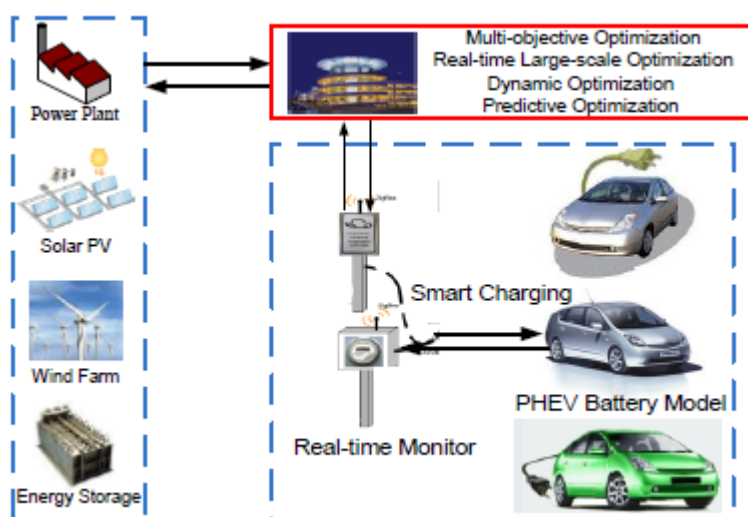 Multi-objective Optimization
Real-time Large-scale Optimization
Dynamic Optimization
Predictive Optimization
Power Plant
Solar PV
Wind Farm
Energy Storage
Smart Charging
Real-time Monitor
PHEV Battery Model